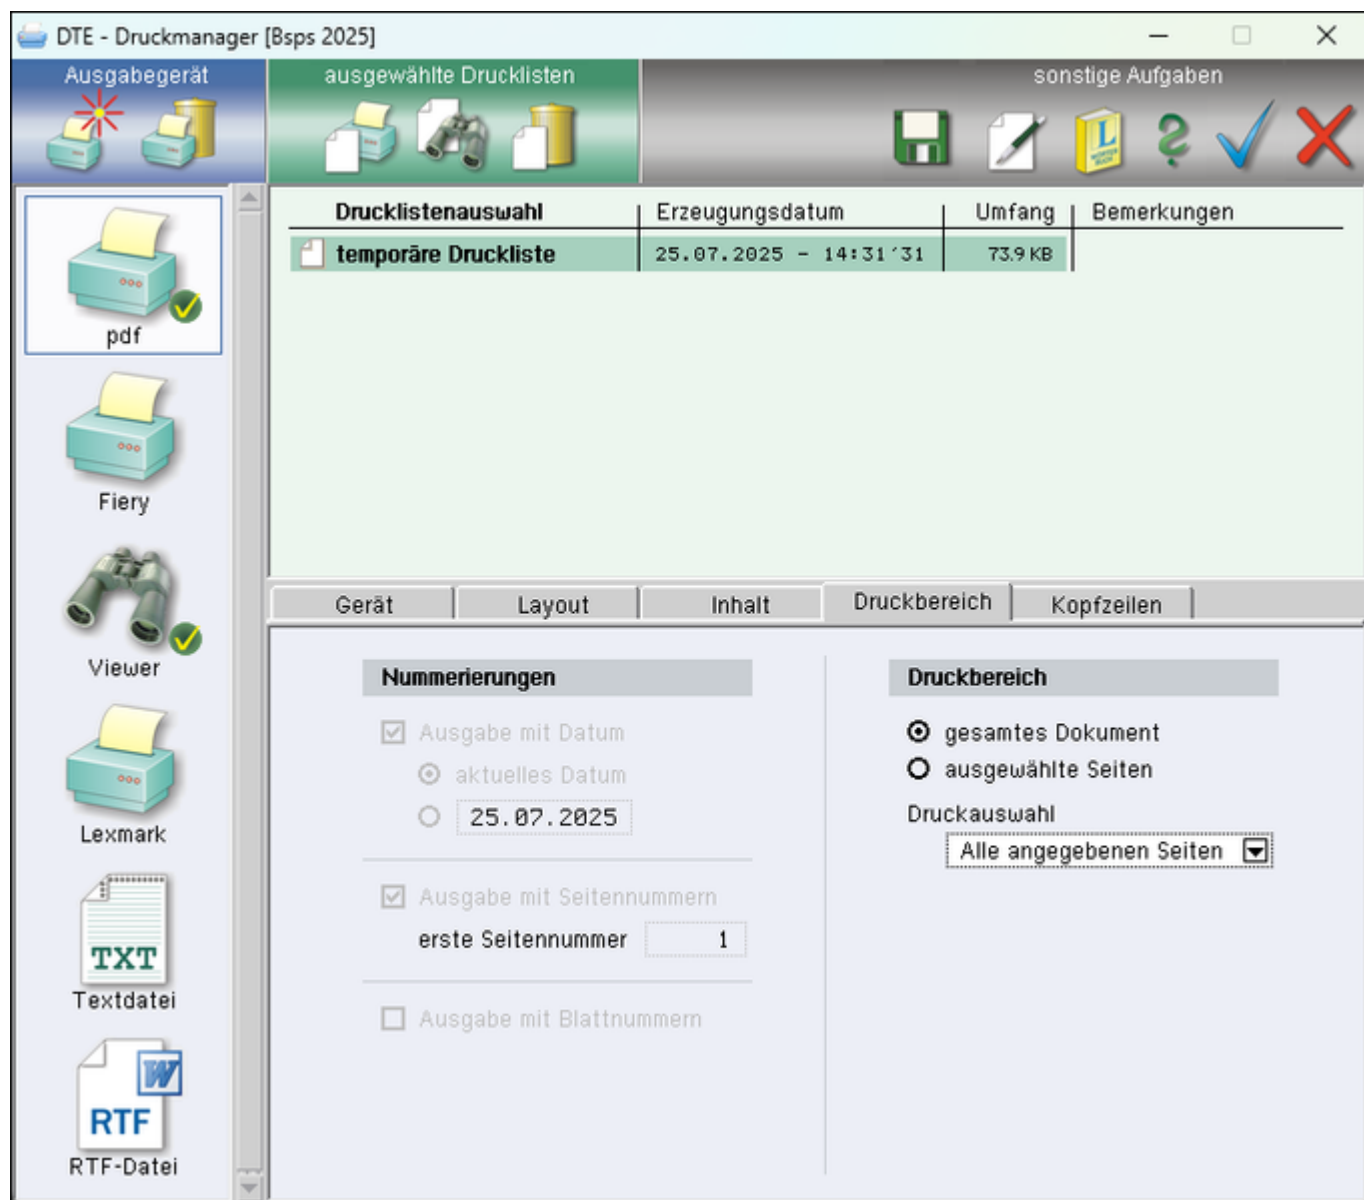 DTE - Druckmanager [Bsps 2025]
Ausgabegerät
ausgewählte Drucklisten
sonstige Aufgaben
L
WÖRTER
BUCH
Drucklistenauswahl
Erzeugungsdatum
Umfang
Bemerkungen
temporäre Druckliste
25.07.2025 - 14:31´31
73.9 KB
pdf
Fiery
Viewer
Lexmark
TXT
Textdatei
W
RTF
RTF-Datei
Gerät
Layout
Inhalt
Druckbereich
Kopfzeilen
Nummerierungen
Ausgabe mit Datum
aktuelles Datum
25.07.2025
Ausgabe mit Seitennummern
erste Seitennummer 1
Ausgabe mit Blattnummern
Druckbereich
gesamtes Dokument
ausgewählte Seiten
Druckauswahl
Alle angegebenen Seiten